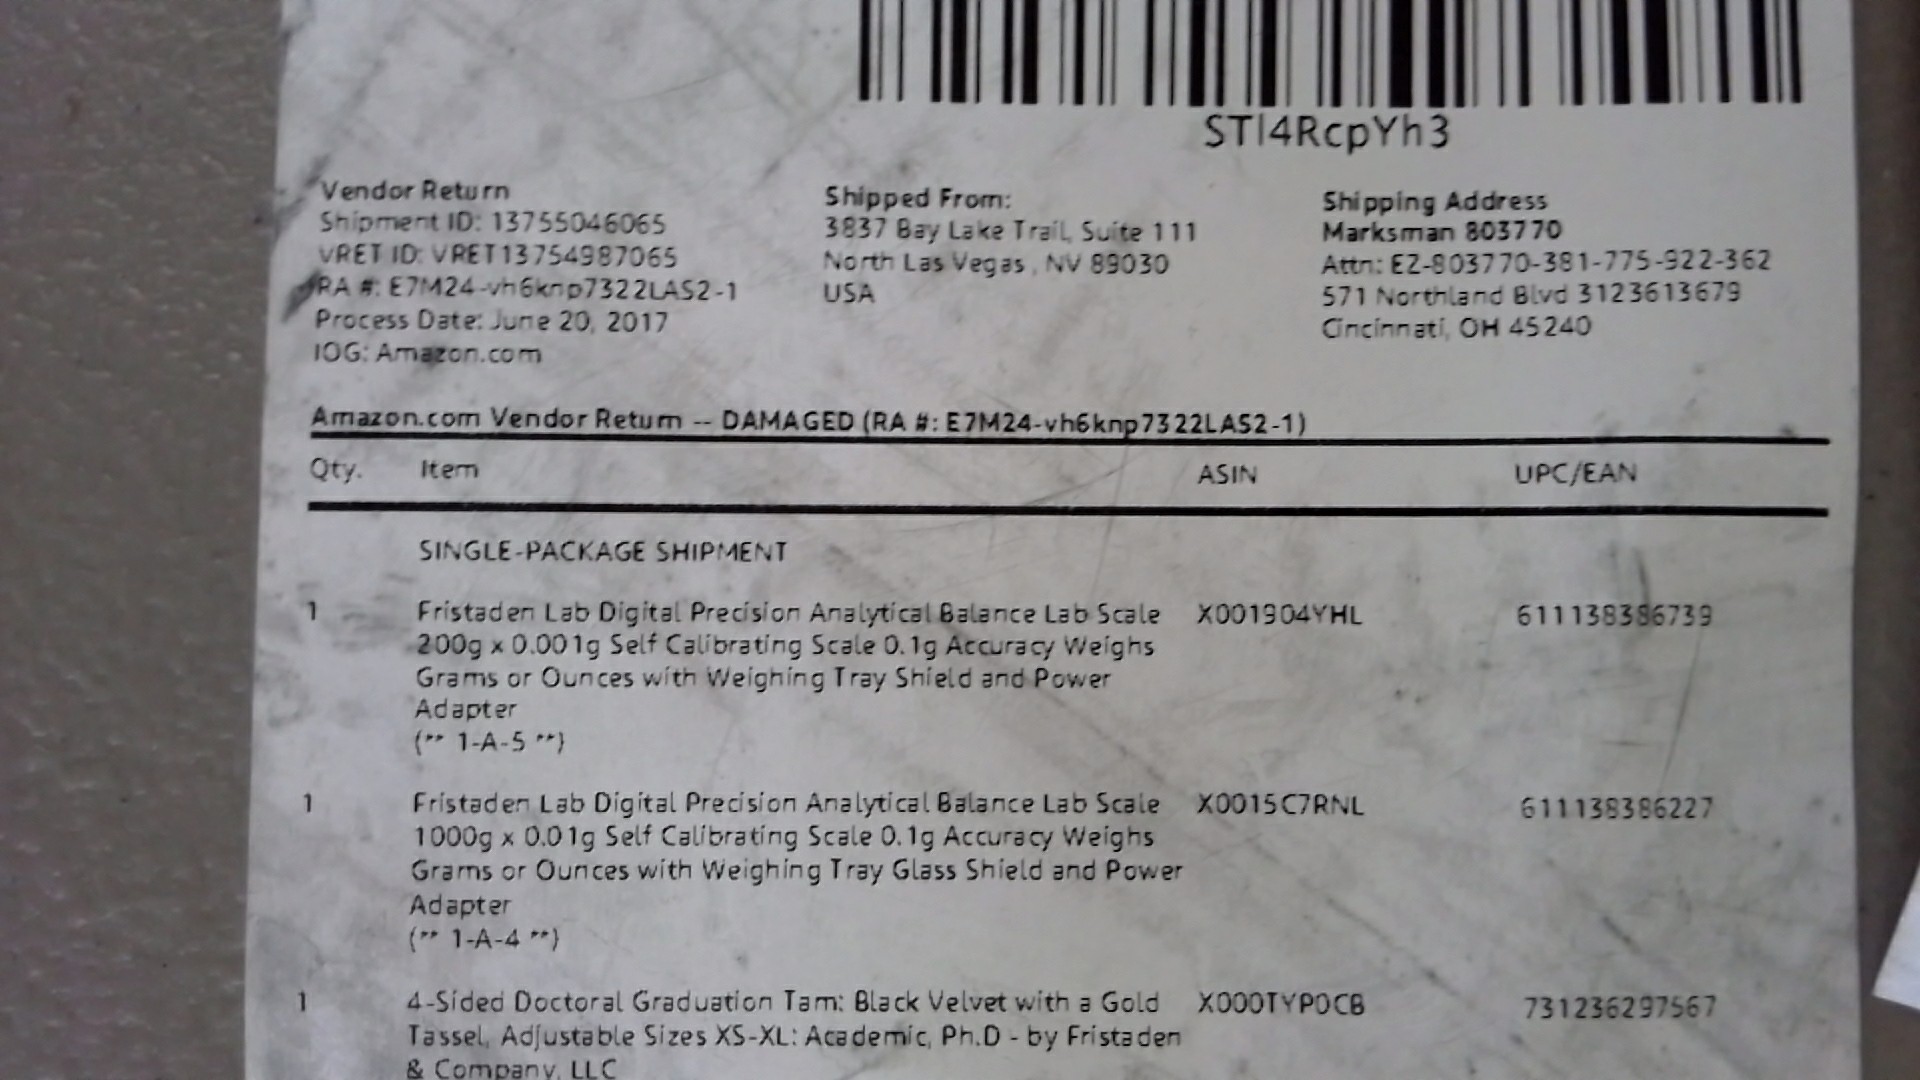 STl4RcpYh3
Vendor Return
Shipment ID: 13755046065
VRET ID: VRET13754987065
RA #: E7M24-vh6knp7322LAS2-1
Process Date: June 20, 2017
IOG: Amazon.com
Shipped From:
3837 Bay Lake Trail, Suite 111
North Las Vegas, NV 89030
USA
Shipping Address
Marksman 803770
Attn: EZ-803770-381-775-922-362
571 Northland Blvd 3123613679
Cincinnati, OH 45240
Amazon.com Vendor Return -- DAMAGED (RA #: E7M24-vh6knp7322LAS2-1)
Qty. Item ASIN UPC/EAN
SINGLE-PACKAGE SHIPMENT
1 Fristaden Lab Digital Precision Analytical Balance Lab Scale X001904YHL 611138386739
200g x 0.001g Self Calibrating Scale 0.1g Accuracy Weighs
Grams or Ounces with Weighing Tray Shield and Power
Adapter
(** 1-A-5 **)
1 Fristaden Lab Digital Precision Analytical Balance Lab Scale X0015C7RNL 611138386227
1000g x 0.01g Self Calibrating Scale 0.1g Accuracy Weighs
Grams or Ounces with Weighing Tray Glass Shield and Power
Adapter
(** 1-A-4 **)
1 4-Sided Doctoral Graduation Tam: Black Velvet with a Gold X000TYP0CB 731236297567
Tassel, Adjustable Sizes XS-XL: Academic, Ph.D - by Fristaden
& Company, LLC